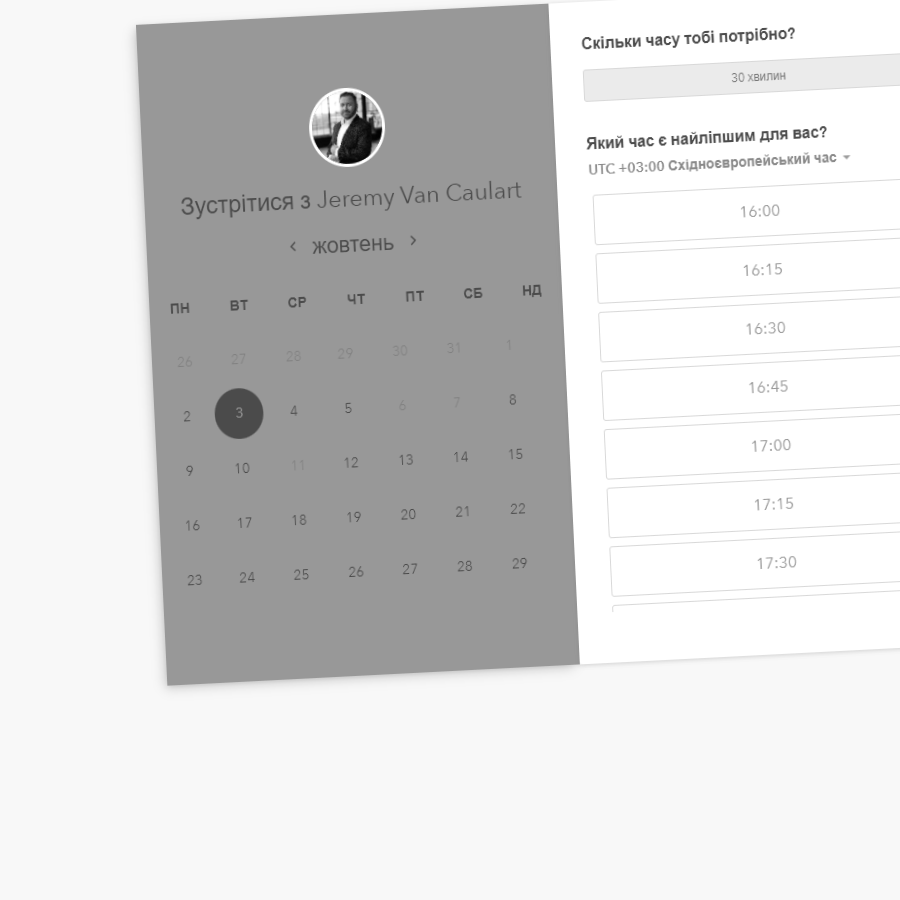 Зустрітися з Jeremy Van Caulart
‹ жовтень ›
ПН ВТ СР ЧТ ПТ СБ НД
26 27 28 29 30 31 1
2 3 4 5 6 7 8
9 10 11 12 13 14 15
16 17 18 19 20 21 22
23 24 25 26 27 28 29
Скільки часу тобі потрібно?
30 хвилин
Який час є найліпшим для вас?
UTC +03:00 Східноєвропейський час
16:00
16:15
16:30
16:45
17:00
17:15
17:30